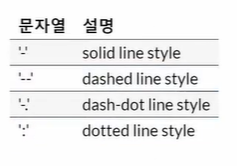 문자열 설명
'-' solid line style
'--' dashed line style
'-.' dash-dot line style
':' dotted line style